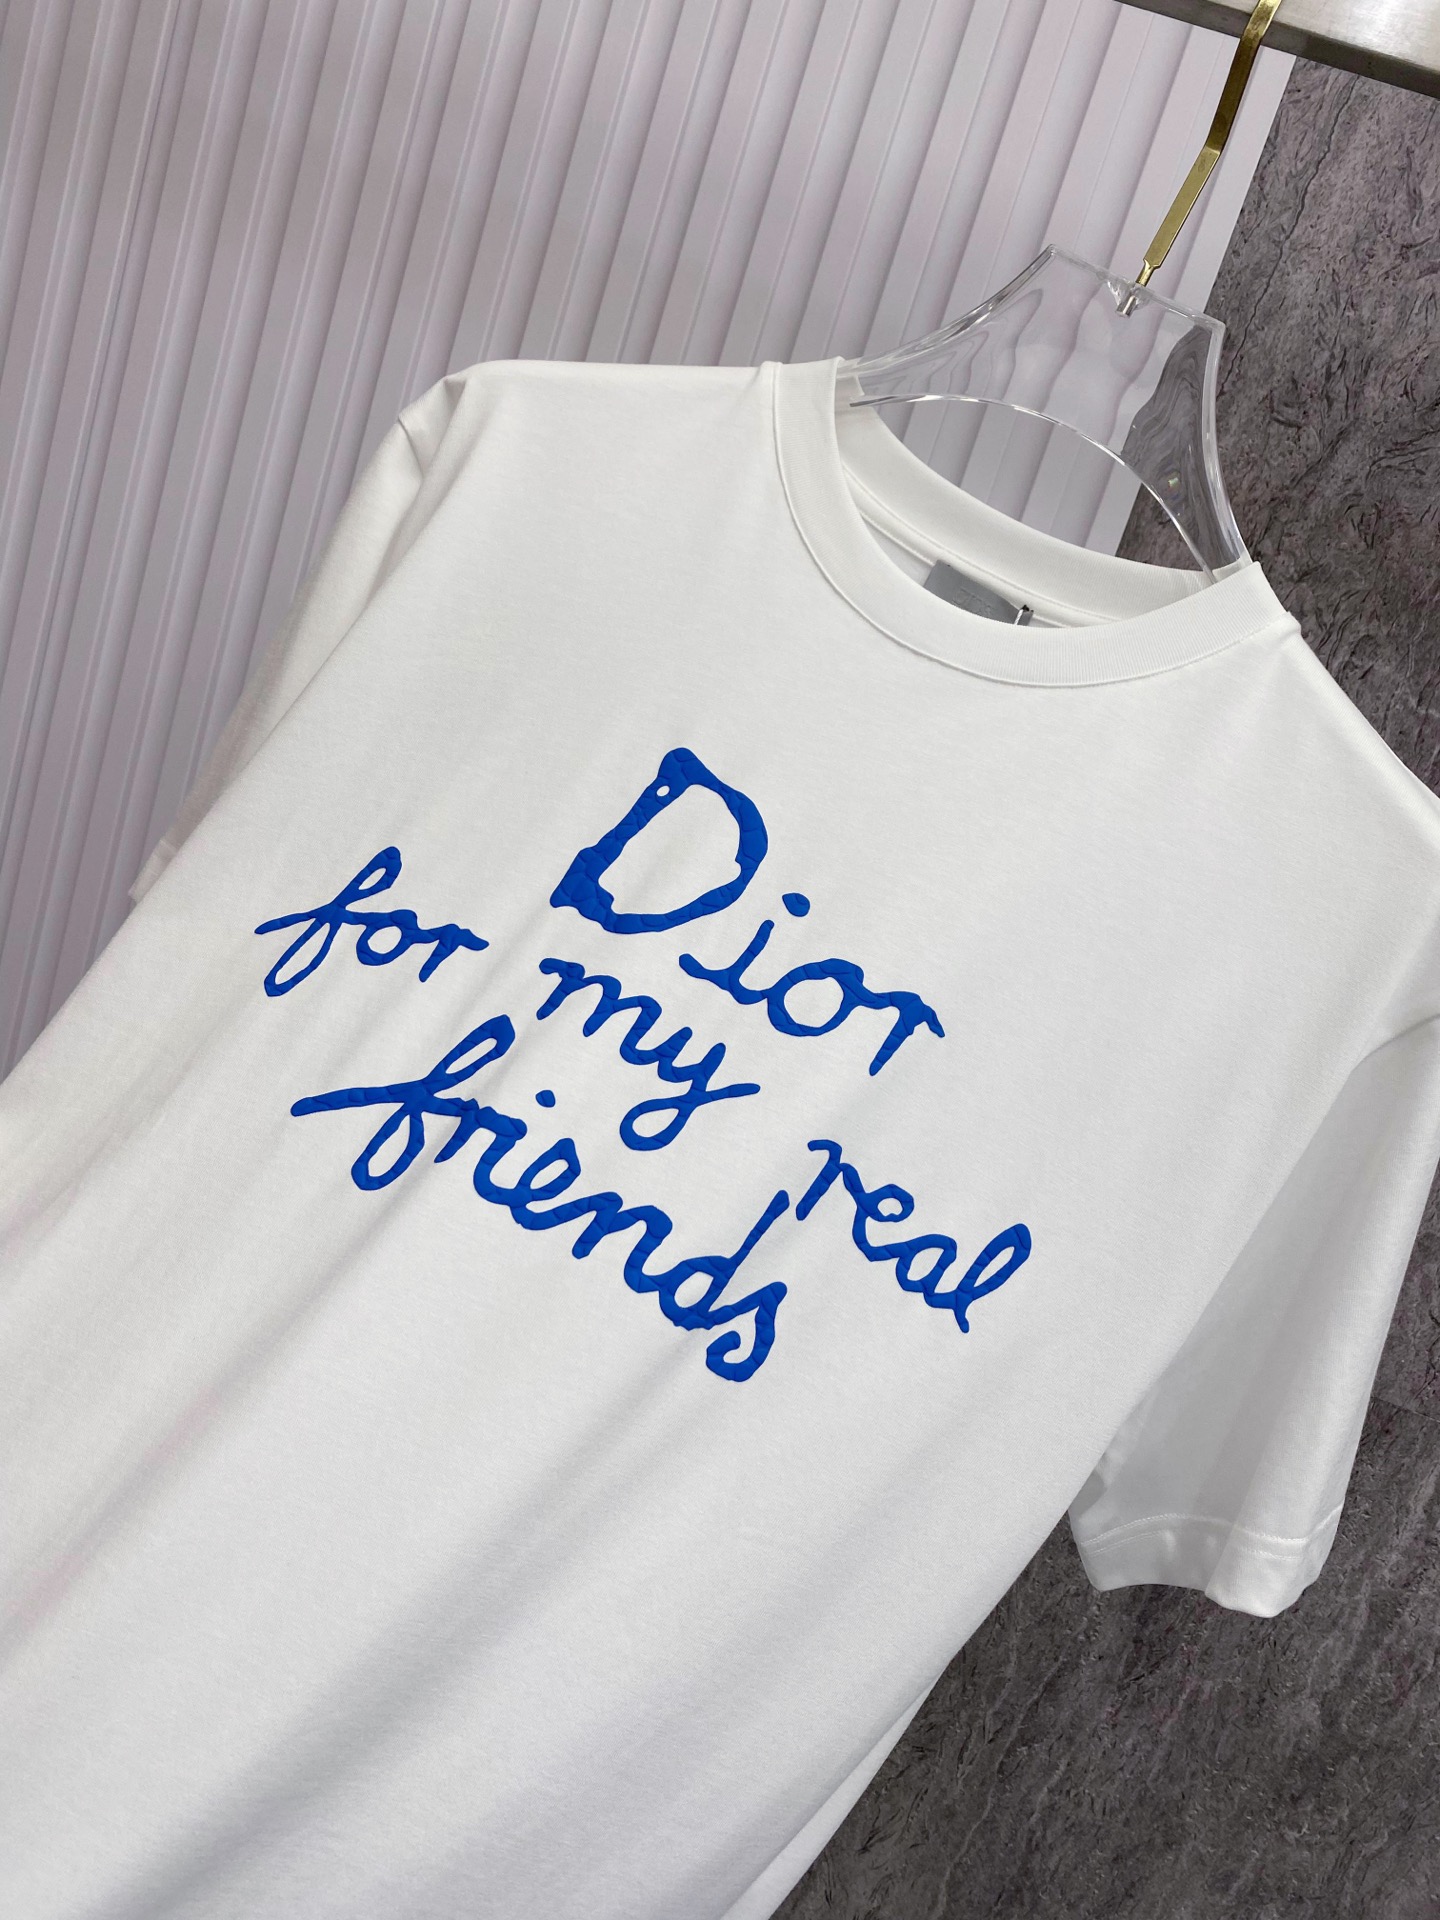 Dior
for my real
friends